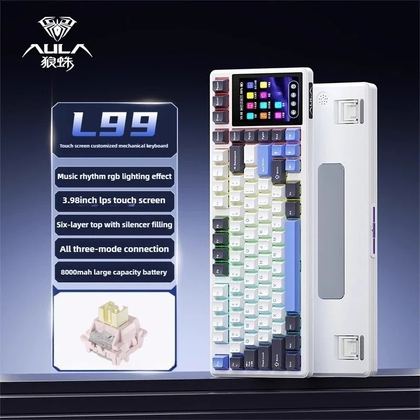 AULA
狼蛛
L99
Touch screen customized mechanical keyboard
Music rhythm rgb lighting effect
3.98inch lps touch screen
Six-layer top with silencer filling
All three-mode connection
8000mah large capacity battery